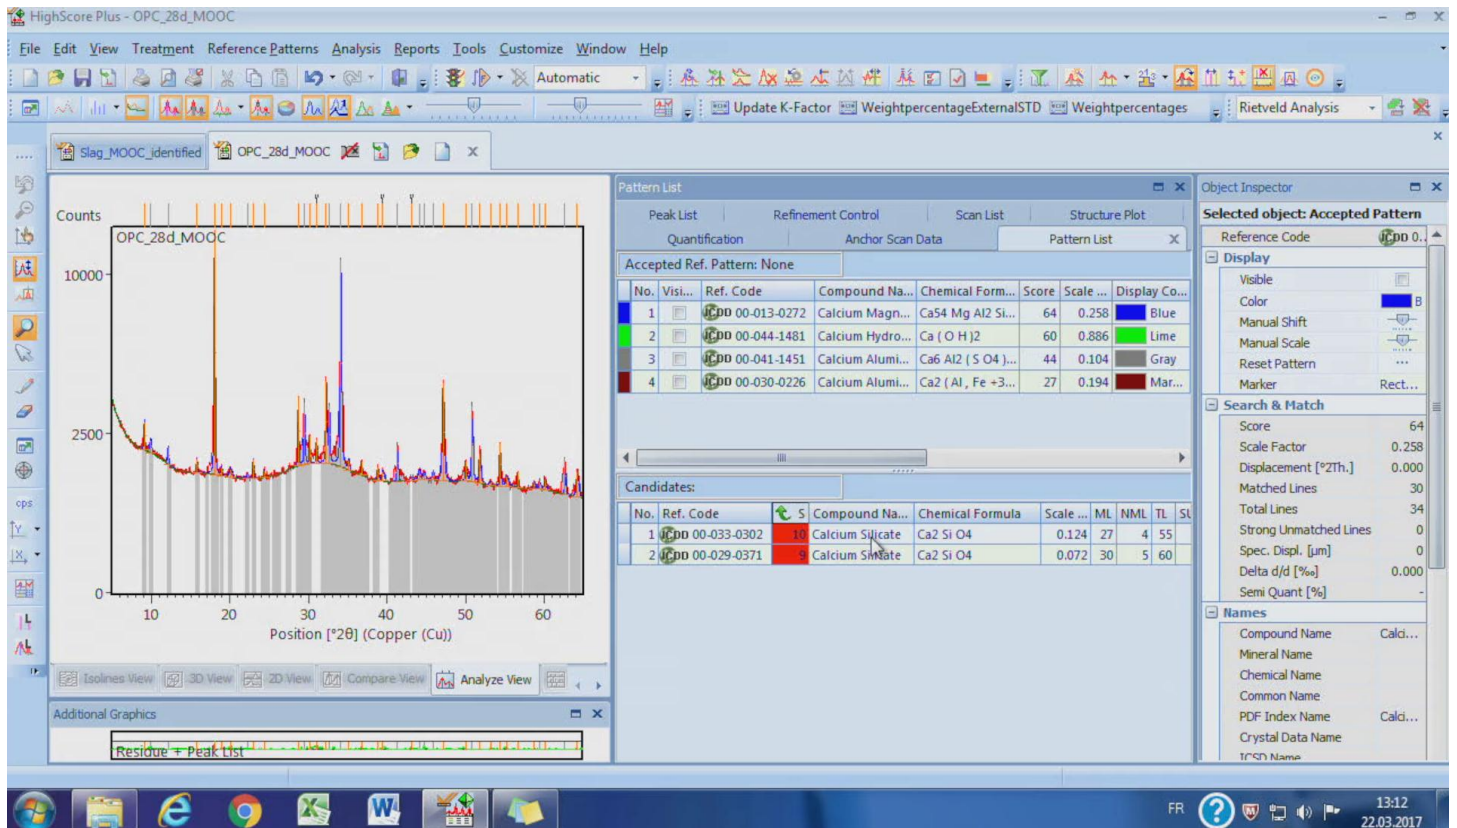 HighScore Plus - OPC_28d_MOOC
File Edit View Treatment Reference Patterns Analysis Reports Tools Customize Window Help
Automatic
Update K-Factor WeightpercentageExternalSTD Weightpercentages Rietveld Analysis
Slag_MOOC_identified OPC_28d_MOOC
Counts
OPC_28d_MOOC
10000
2500
0
10 20 30 40 50 60
Position [°2θ] (Copper (Cu))
Isolines View 3D View 2D View Compare View Analyze View
Additional Graphics
Residue + Peak List
cps
Pattern List
Peak List Refinement Control Scan List Structure Plot
Quantification Anchor Scan Data Pattern List
Accepted Ref. Pattern: None
No. Visi... Ref. Code Compound Na... Chemical Form... Score Scale ... Display Co...
1 00-013-0272 Calcium Magn... Ca54 Mg Al2 Si... 64 0.258 Blue
2 00-044-1481 Calcium Hydro... Ca ( O H )2 60 0.886 Lime
3 00-041-1451 Calcium Alumi... Ca6 Al2 ( S O4 )... 44 0.104 Gray
4 00-030-0226 Calcium Alumi... Ca2 ( Al , Fe +3... 27 0.194 Mar...
Candidates:
No. Ref. Code S Compound Na... Chemical Formula Scale ... ML NML TL
1 00-033-0302 10 Calcium Silicate Ca2 Si O4 0.124 27 4 55
2 00-029-0371 9 Calcium Silicate Ca2 Si O4 0.072 30 5 60
Object Inspector
Selected object: Accepted Pattern
Reference Code 0..
Display
Visible
Color B
Manual Shift
Manual Scale
Reset Pattern ...
Marker Rect...
Search & Match
Score 64
Scale Factor 0.258
Displacement [°2Th.] 0.000
Matched Lines 30
Total Lines 34
Strong Unmatched Lines 0
Spec. Displ. [µm] 0
Delta d/d [‰] 0.000
Semi Quant [%] -
Names
Compound Name Calci...
Mineral Name
Chemical Name
Common Name
PDF Index Name Calci...
Crystal Data Name
ICSD Name
FR
13:12
22.03.2017